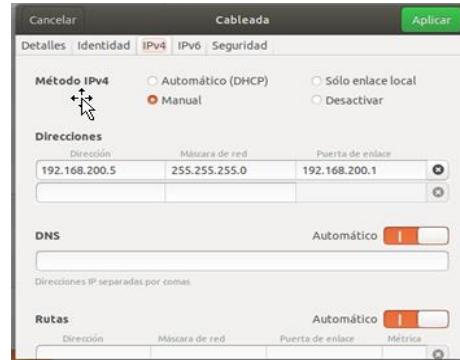 Cancelar Cableada Aplicar
Detalles Identidad IPv4 IPv6 Seguridad
Método IPv4 Automático (DHCP) Sólo enlace local
Manual Desactivar
Direcciones
Dirección Máscara de red Puerta de enlace
192.168.200.5 255.255.255.0 192.168.200.1
DNS Automático
Direcciones IP separadas por comas
Rutas Automático
Dirección Máscara de red Puerta de enlace Métrica